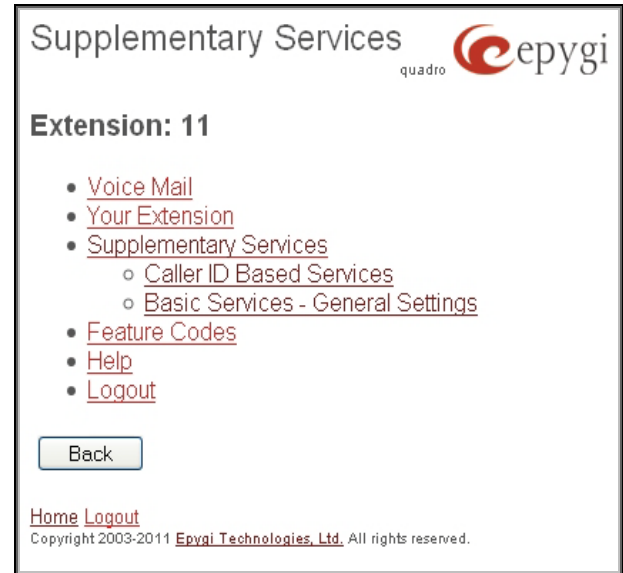 Supplementary Services
quadro epygi
Extension: 11
Voice Mail
Your Extension
Supplementary Services
Caller ID Based Services
Basic Services - General Settings
Feature Codes
Help
Logout
Back
Home Logout
Copyright 2003-2011 Epygi Technologies, Ltd. All rights reserved.